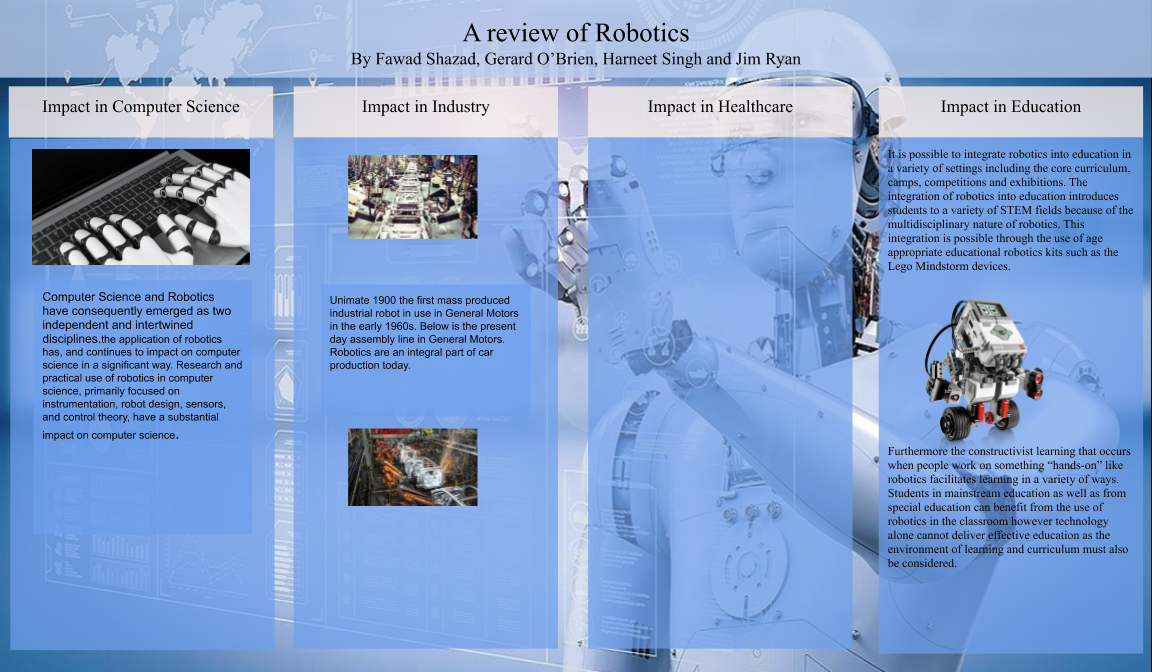 A review of Robotics
By Fawad Shazad, Gerard O’Brien, Harneet Singh and Jim Ryan
Impact in Computer Science
Computer Science and Robotics
have consequently emerged as two
independent and intertwined
disciplines.the application of robotics
has, and continues to impact on computer
science in a significant way. Research and
practical use of robotics in computer
science, primarily focused on
instrumentation, robot design, sensors,
and control theory, have a substantial
impact on computer science.
Impact in Industry
Unimate 1900 the first mass produced
industrial robot in use in General Motors
in the early 1960s. Below is the present
day assembly line in General Motors.
Robotics are an integral part of car
production today.
Impact in Healthcare
Impact in Education
It is possible to integrate robotics into education in
a variety of settings including the core curriculum,
camps, competitions and exhibitions. The
integration of robotics into education introduces
students to a variety of STEM fields because of the
multidisciplinary nature of robotics. This
integration is possible through the use of age
appropriate educational robotics kits such as the
Lego Mindstorm devices.
Furthermore the constructivist learning that occurs
when people work on something “hands-on” like
robotics facilitates learning in a variety of ways.
Students in mainstream education as well as from
special education can benefit from the use of
robotics in the classroom however technology
alone cannot deliver effective education as the
environment of learning and curriculum must also
be considered.